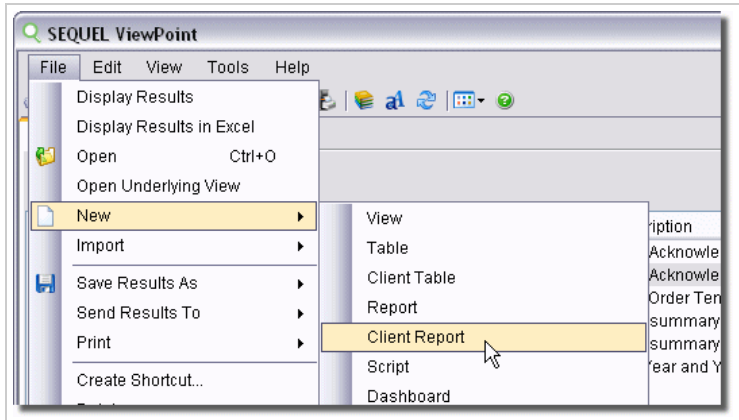 SEQUEL ViewPoint
File Edit View Tools Help
Display Results
Display Results in Excel
Open Ctrl+O
Open Underlying View
New
Import
Save Results As
Send Results To
Print
Create Shortcut...
View
Table
Client Table
Report
Client Report
Script
Dashboard
ription
Acknowle
Acknowle
Order Ten
summary
summary
Year and Y